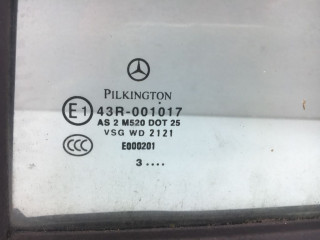 PILKINGTON
E1 43R-001017
AS 2 M520 DOT 25
VSG WD 2121
CCC E000201
3 ....